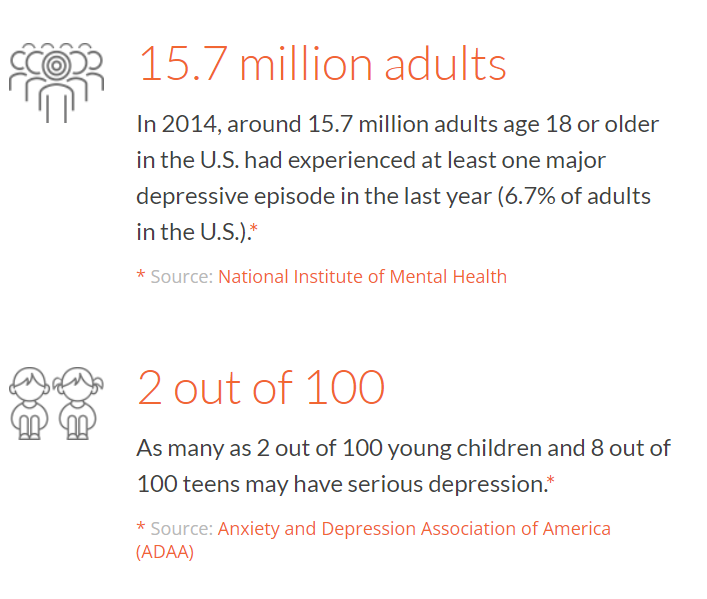 15.7 million adults
In 2014, around 15.7 million adults age 18 or older
in the U.S. had experienced at least one major
depressive episode in the last year (6.7% of adults
in the U.S.).*
* Source: National Institute of Mental Health
2 out of 100
As many as 2 out of 100 young children and 8 out of
100 teens may have serious depression.*
* Source: Anxiety and Depression Association of America
(ADAA)